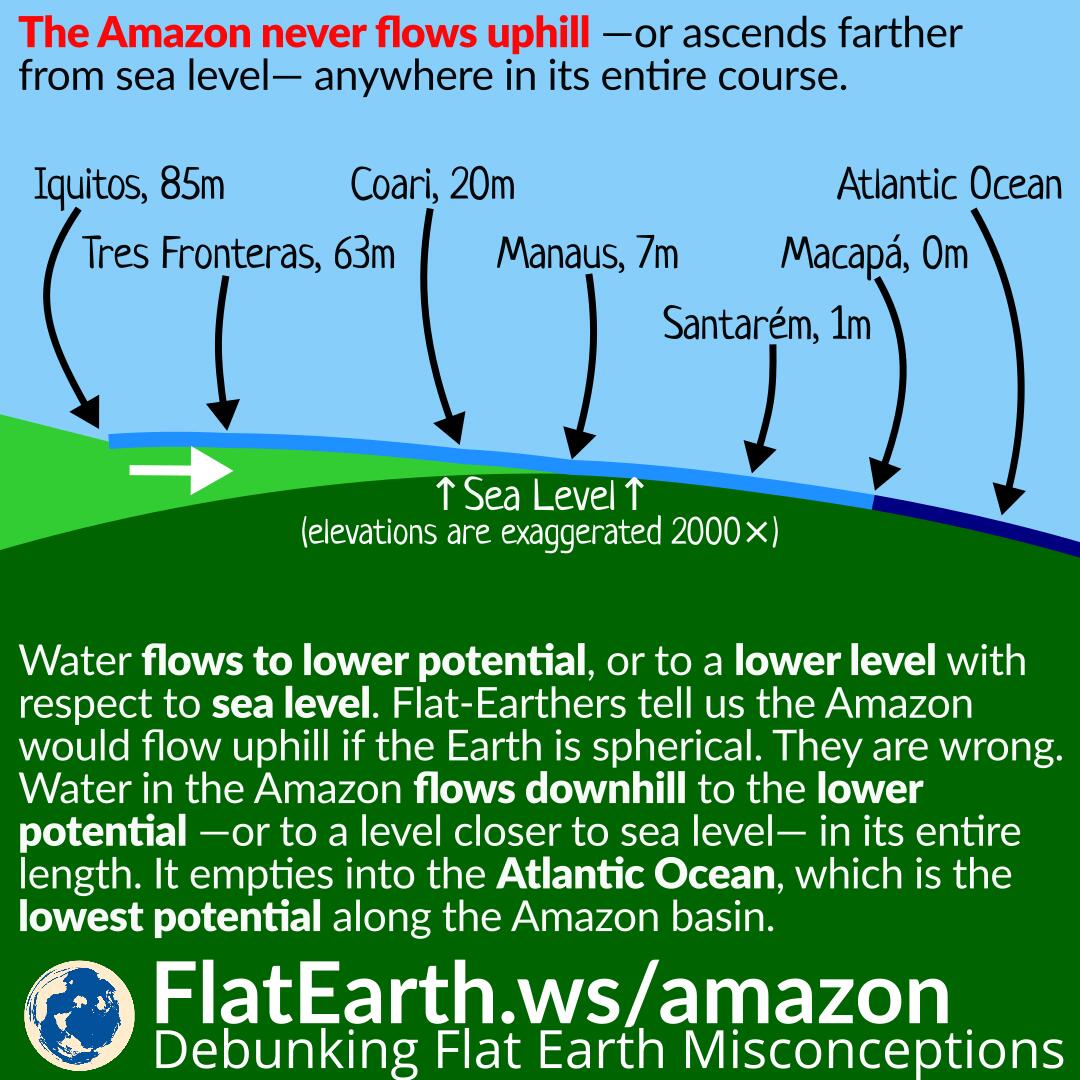 The Amazon never flows uphill —or ascends farther
from sea level— anywhere in its entire course.
Iquitos, 85m
Coari, 20m
Atlantic Ocean
Tres Fronteras, 63m
Manaus, 7m
Macapá, 0m
Santarém, 1m
↑Sea Level↑
(elevations are exaggerated 2000×)
Water flows to lower potential, or to a lower level with
respect to sea level. Flat-Earthers tell us the Amazon
would flow uphill if the Earth is spherical. They are wrong.
Water in the Amazon flows downhill to the lower
potential —or to a level closer to sea level— in its entire
length. It empties into the Atlantic Ocean, which is the
lowest potential along the Amazon basin.
FlatEarth.ws/amazon
Debunking Flat Earth Misconceptions